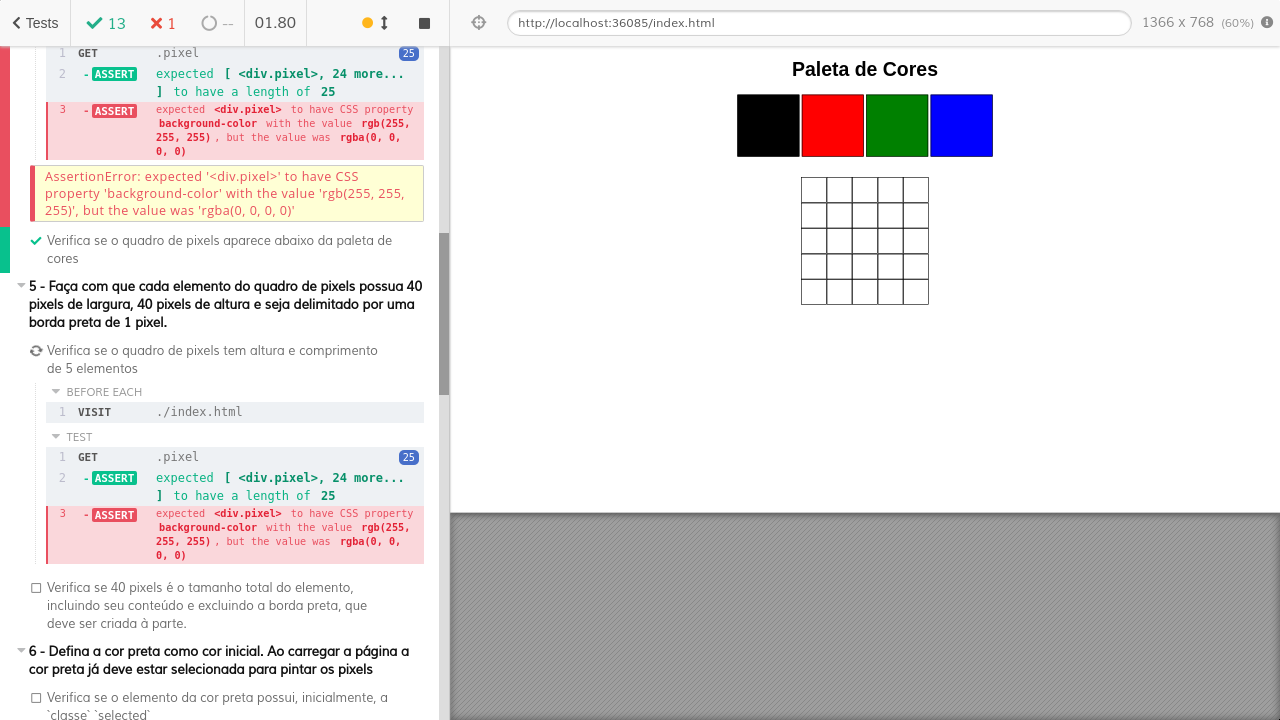 Tests
13
1
--
01.80
http://localhost:36085/index.html
1366 x 768 (60%)
1 GET .pixel 25
2 - ASSERT expected [ <div.pixel>, 24 more...
] to have a length of 25
3 - ASSERT expected <div.pixel> to have CSS property
background-color with the value rgb(255,
255, 255) , but the value was rgba(0, 0,
0, 0)
AssertionError: expected '<div.pixel>' to have CSS
property 'background-color' with the value 'rgb(255, 255,
255)', but the value was 'rgba(0, 0, 0, 0)'
Verifica se o quadro de pixels aparece abaixo da paleta de
cores
5 - Faça com que cada elemento do quadro de pixels possua 40
pixels de largura, 40 pixels de altura e seja delimitado por uma
borda preta de 1 pixel.
Verifica se o quadro de pixels tem altura e comprimento
de 5 elementos
BEFORE EACH
1 VISIT ./index.html
TEST
1 GET .pixel 25
2 - ASSERT expected [ <div.pixel>, 24 more...
] to have a length of 25
3 - ASSERT expected <div.pixel> to have CSS property
background-color with the value rgb(255,
255, 255) , but the value was rgba(0, 0,
0, 0)
Verifica se 40 pixels é o tamanho total do elemento,
incluindo seu conteúdo e excluindo a borda preta, que
deve ser criada à parte.
6 - Defina a cor preta como cor inicial. Ao carregar a página a
cor preta já deve estar selecionada para pintar os pixels
Verifica se o elemento da cor preta possui, inicialmente, a
`classe` `selected`
Paleta de Cores